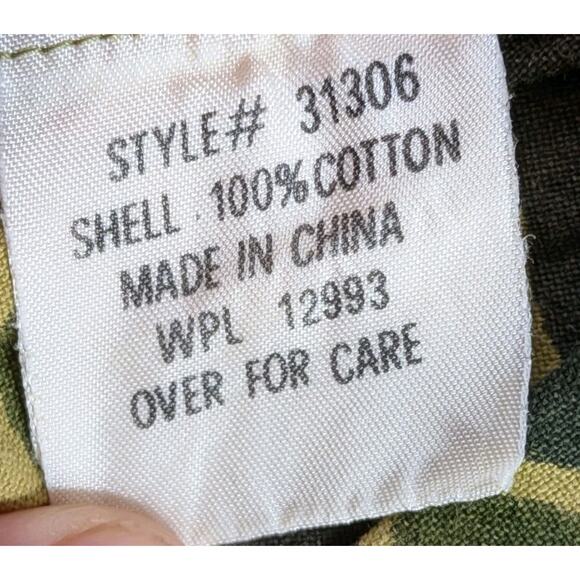 STYLE# 31306
SHELL . 100% COTTON
MADE IN CHINA
WPL 12993
OVER FOR CARE